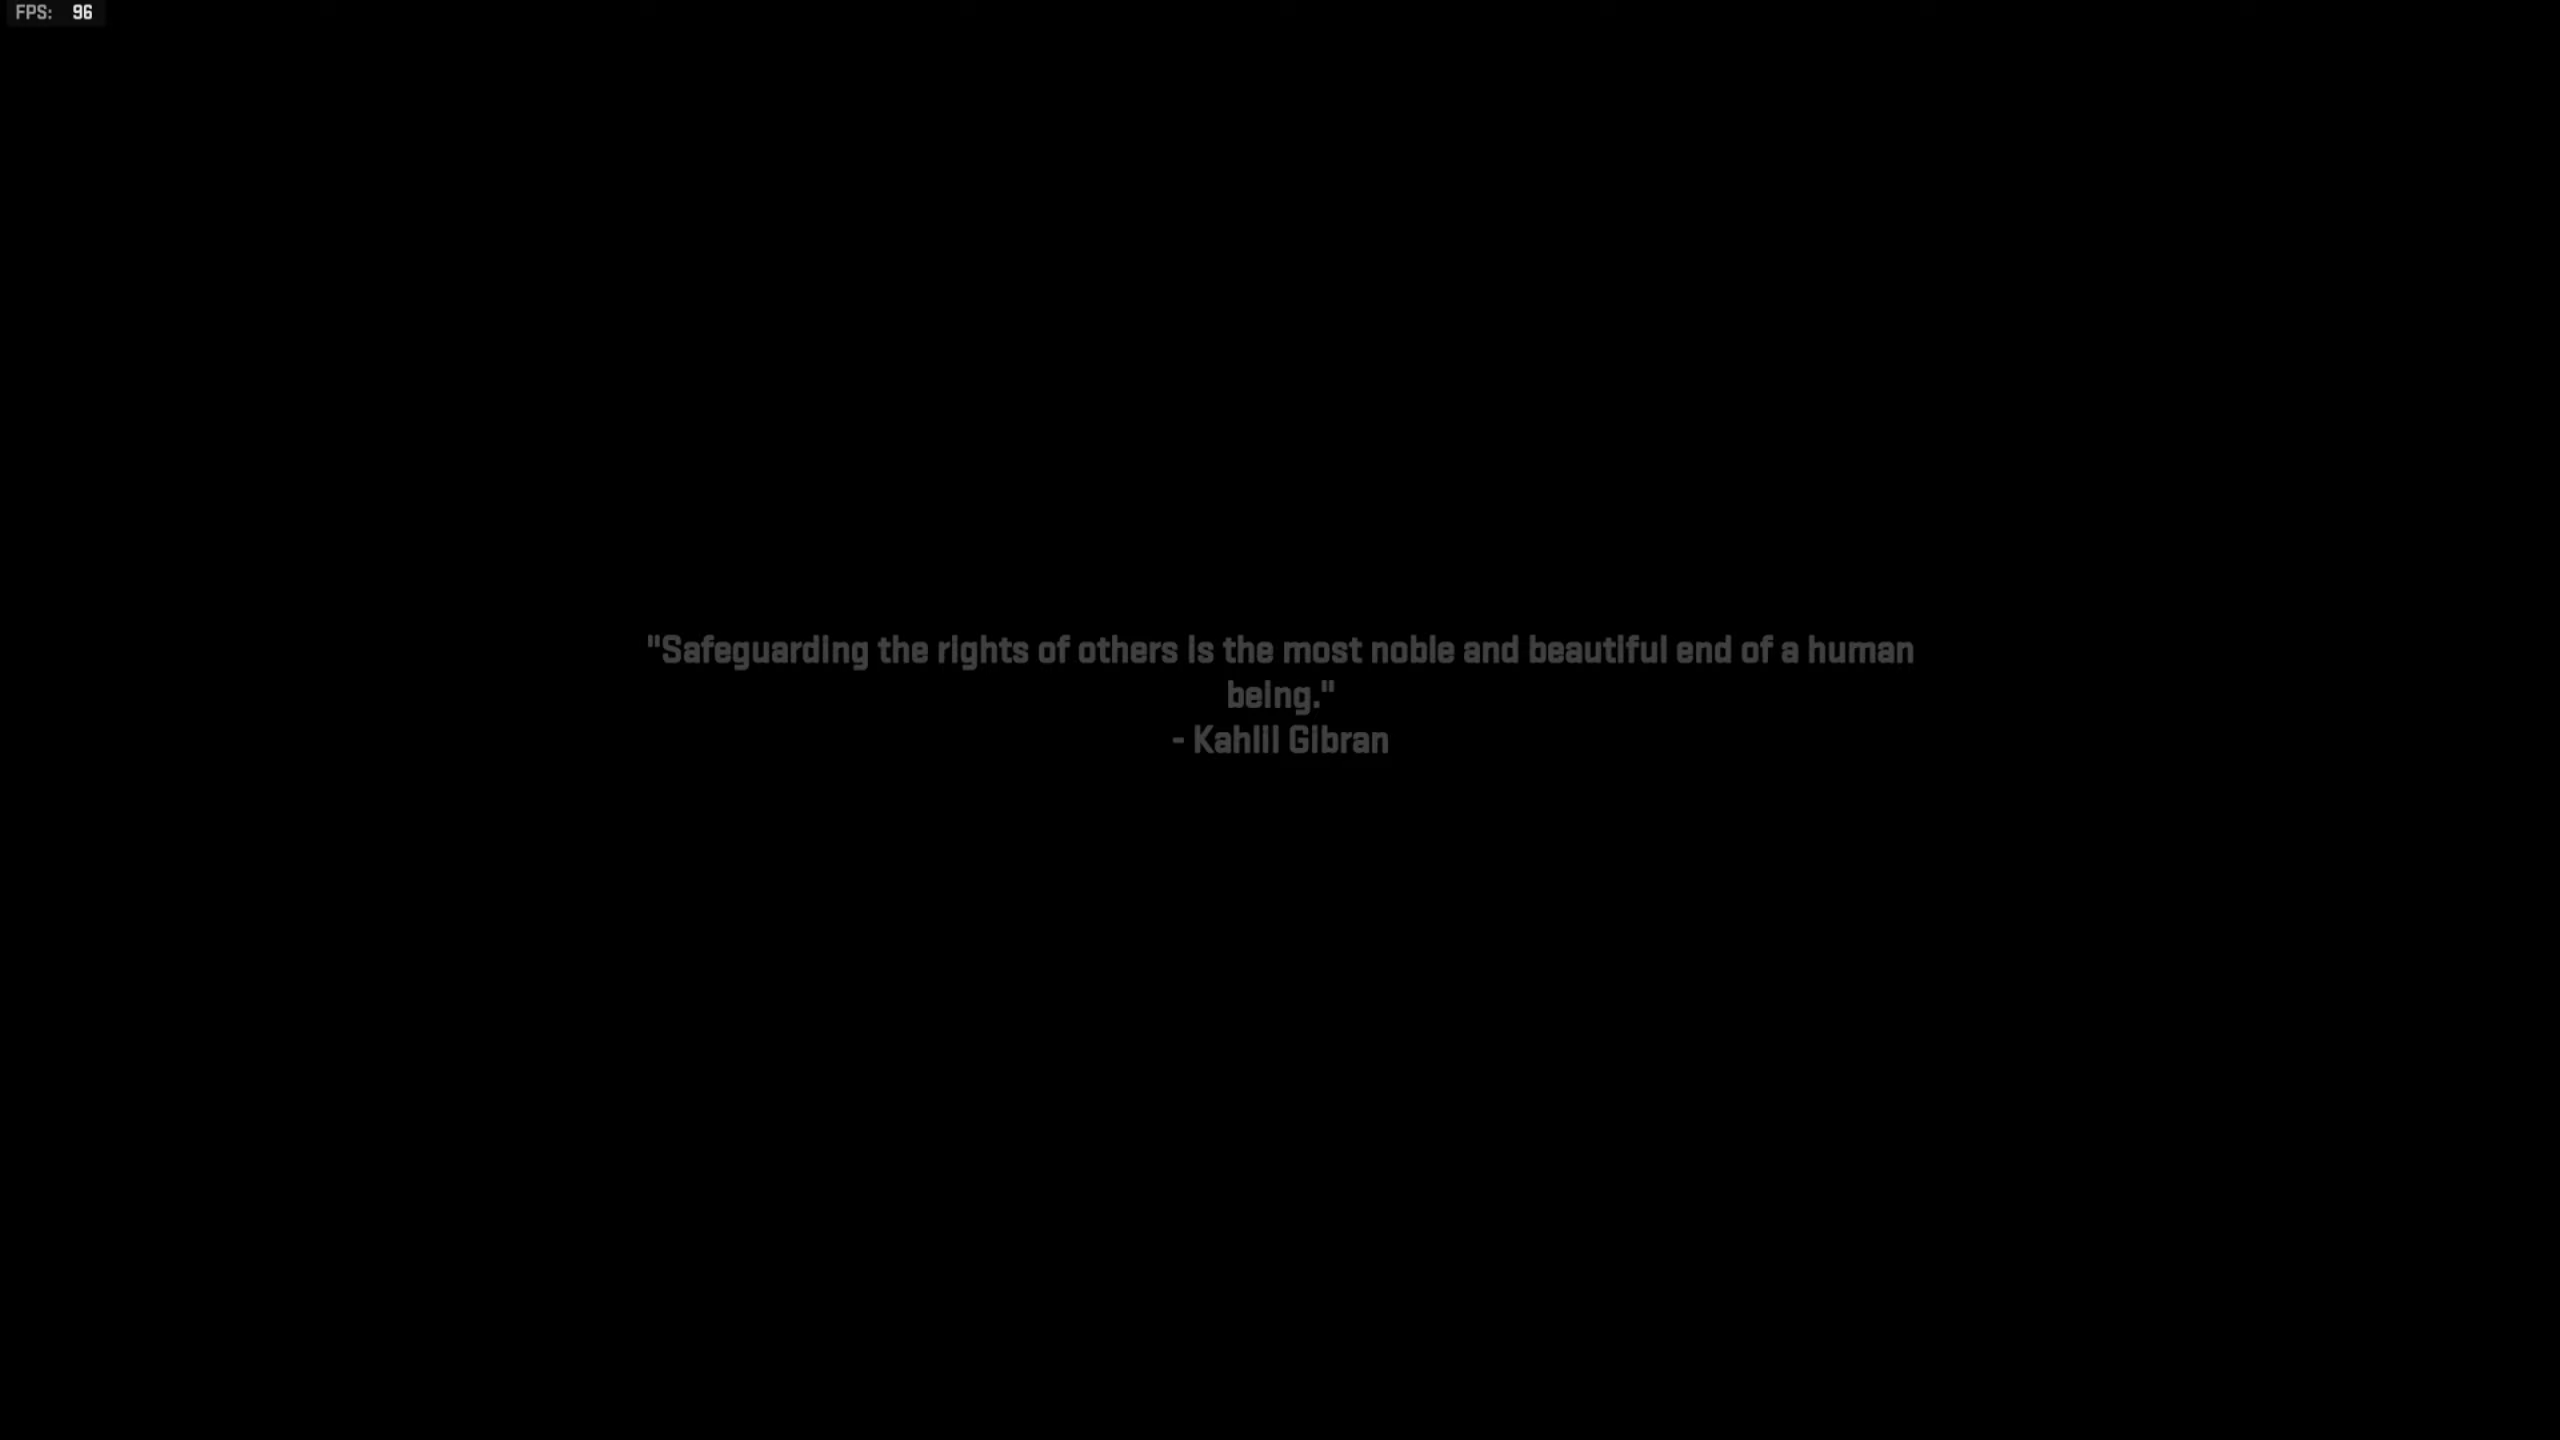 FPS: 96
"Safeguarding the rights of others is the most noble and beautiful end of a human
being."
- Kahlil Gibran